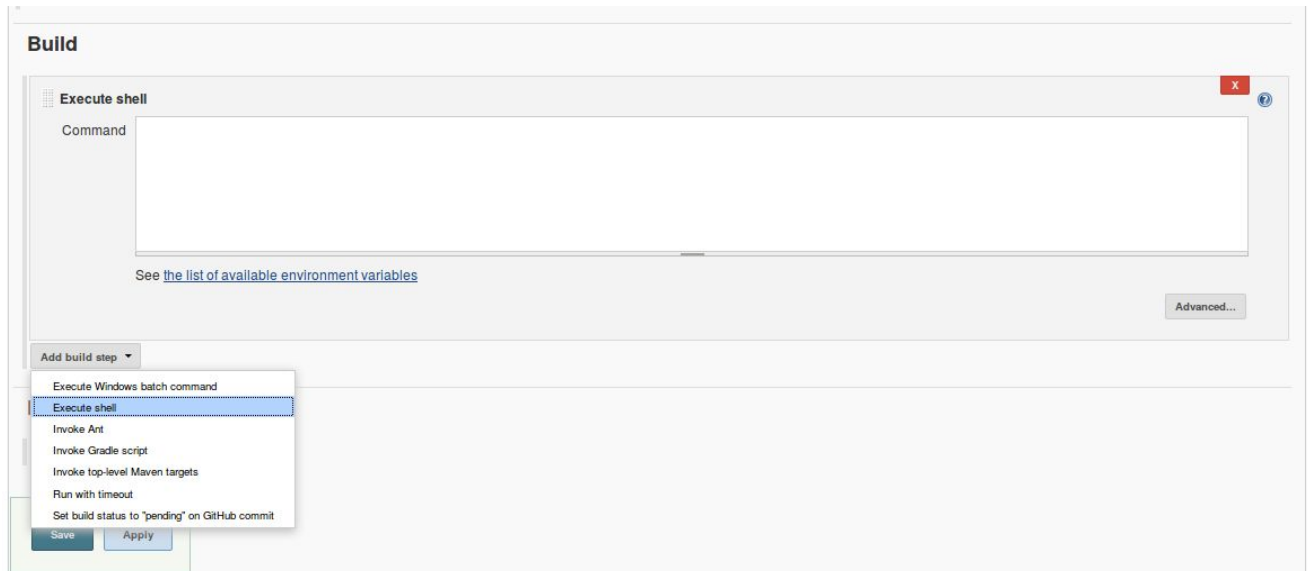 Build
X
Execute shell
Command
See the list of available environment variables
Advanced...
Add build step
Execute Windows batch command
Execute shell
Invoke Ant
Invoke Gradle script
Invoke top-level Maven targets
Run with timeout
Set build status to "pending" on GitHub commit
Save
Apply